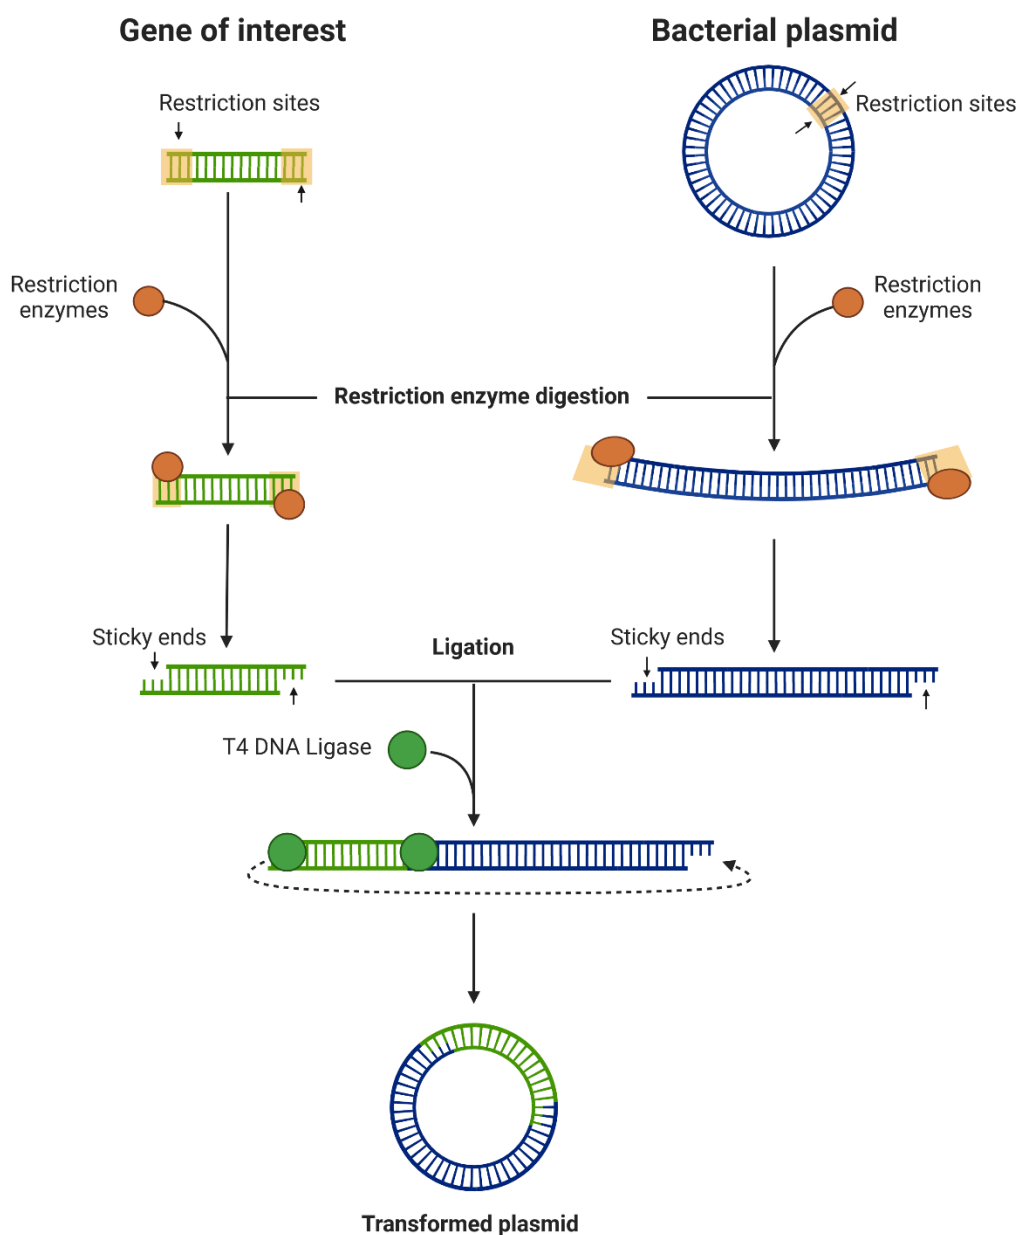 Gene of interest
Bacterial plasmid
Restriction sites
Restriction sites
Restriction
enzymes
Restriction
enzymes
Restriction enzyme digestion
Sticky ends
Ligation
Sticky ends
T4 DNA Ligase
Transformed plasmid